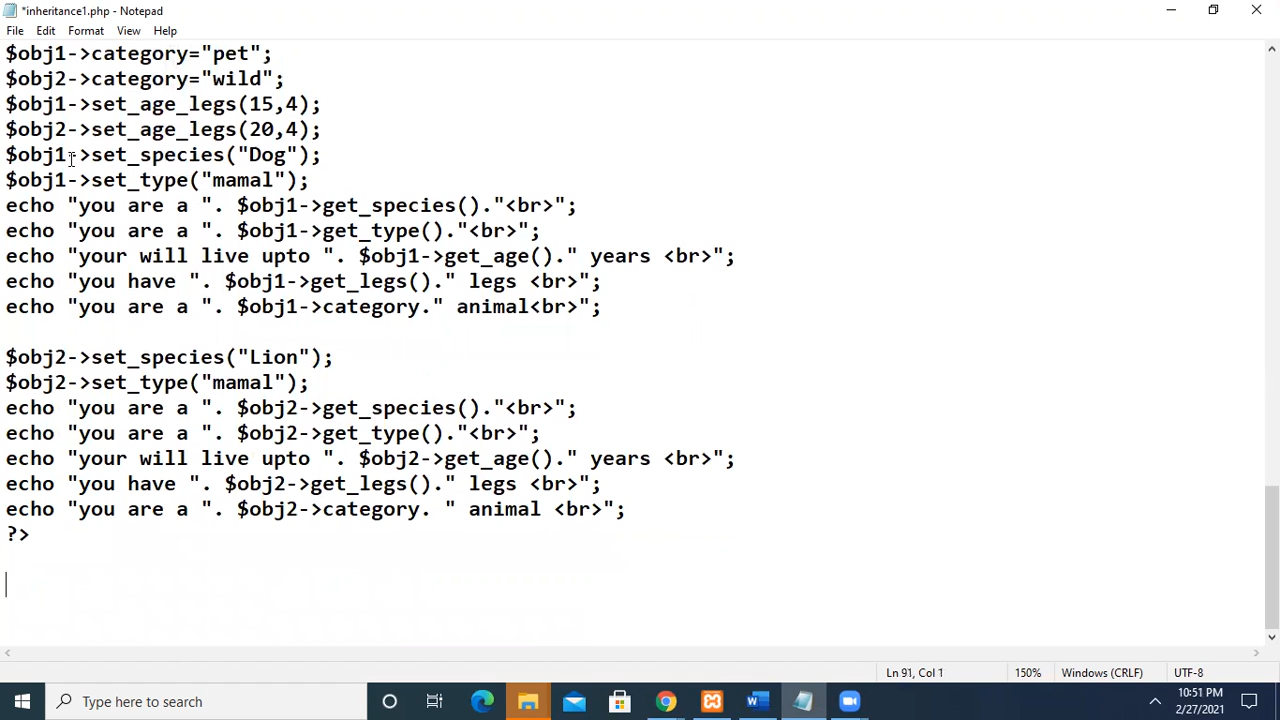 *inheritance1.php - Notepad
File Edit Format View Help
$obj1->category="pet";
$obj2->category="wild";
$obj1->set_age_legs(15,4);
$obj2->set_age_legs(20,4);
$obj1->set_species("Dog");
$obj1->set_type("mamal");
echo "you are a ". $obj1->get_species()."<br>";
echo "you are a ". $obj1->get_type()."<br>";
echo "your will live upto ". $obj1->get_age()." years <br>";
echo "you have ". $obj1->get_legs()." legs <br>";
echo "you are a ". $obj1->category." animal<br>";
$obj2->set_species("Lion");
$obj2->set_type("mamal");
echo "you are a ". $obj2->get_species()."<br>";
echo "you are a ". $obj2->get_type()."<br>";
echo "your will live upto ". $obj2->get_age()." years <br>";
echo "you have ". $obj2->get_legs()." legs <br>";
echo "you are a ". $obj2->category. " animal <br>";
?>
Ln 91, Col 1 150% Windows (CRLF) UTF-8
Type here to search
10:51 PM
2/27/2021